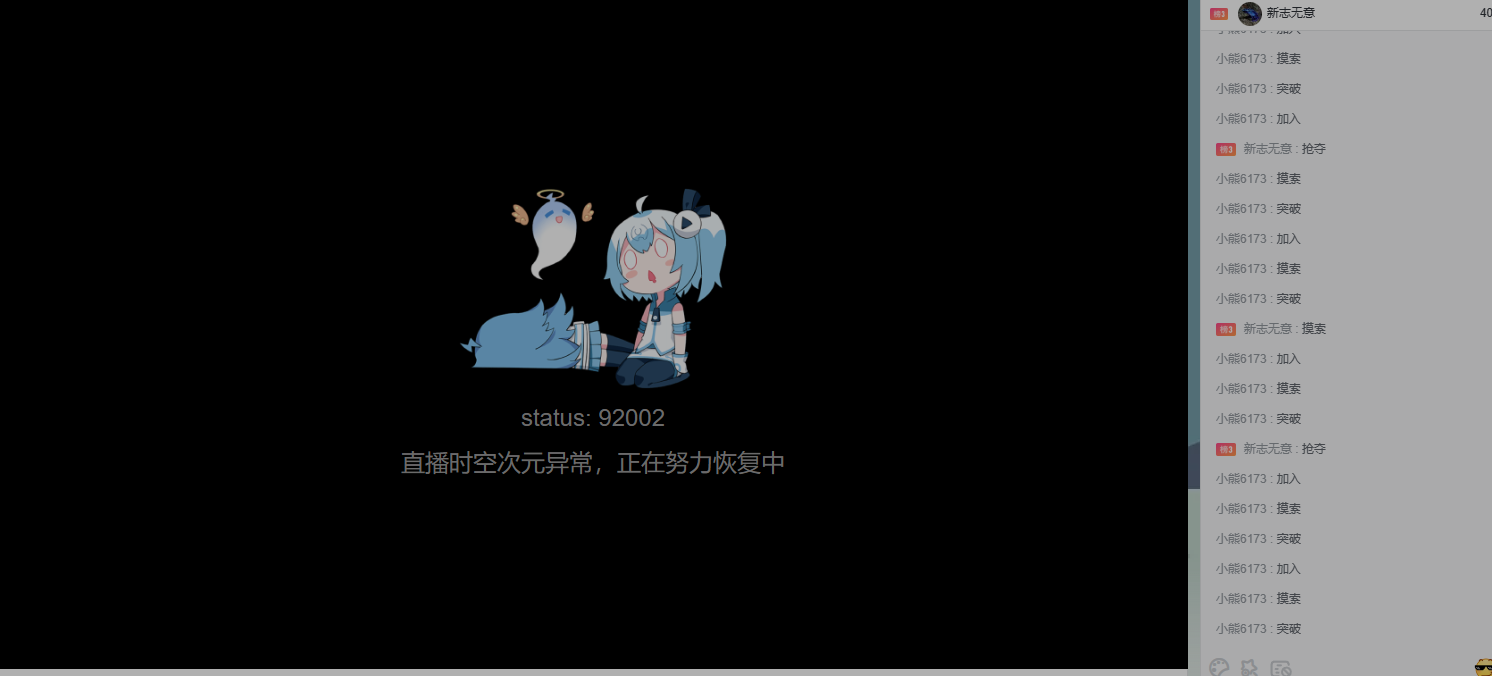 status: 92002
直播时空次元异常，正在努力恢复中
榜3 新志无意 40
小熊6173 : 加入
小熊6173 : 摸索
小熊6173 : 突破
小熊6173 : 加入
榜3 新志无意 : 抢夺
小熊6173 : 摸索
小熊6173 : 突破
小熊6173 : 加入
小熊6173 : 摸索
小熊6173 : 突破
榜3 新志无意 : 摸索
小熊6173 : 加入
小熊6173 : 摸索
小熊6173 : 突破
榜3 新志无意 : 抢夺
小熊6173 : 加入
小熊6173 : 摸索
小熊6173 : 突破
小熊6173 : 加入
小熊6173 : 摸索
小熊6173 : 突破